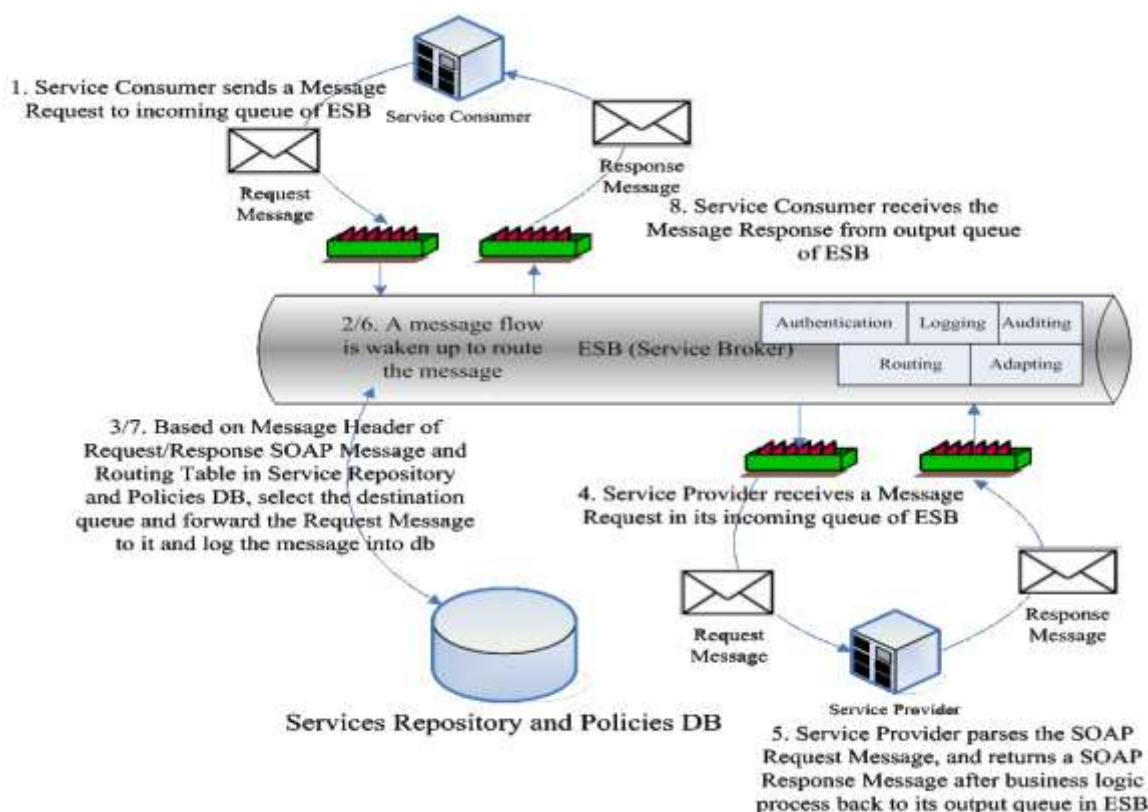 1. Service Consumer sends a Message
Request to incoming queue of ESB
Service Consumer
Request
Message
Response
Message
8. Service Consumer receives the
Message Response from output queue
of ESB
2/6. A message flow
is waken up to route
the message
ESB (Service Broker)
Authentication
Logging
Auditing
Routing
Adapting
3/7. Based on Message Header of
Request/Response SOAP Message and
Routing Table in Service Repository
and Policies DB, select the destination
queue and forward the Request Message
to it and log the message into db
4. Service Provider receives a Message
Request in its incoming queue of ESB
Request
Message
Response
Message
Service Provider
Services Repository and Policies DB
5. Service Provider parses the SOAP
Request Message, and returns a SOAP
Response Message after business logic
process back to its output queue in ESB